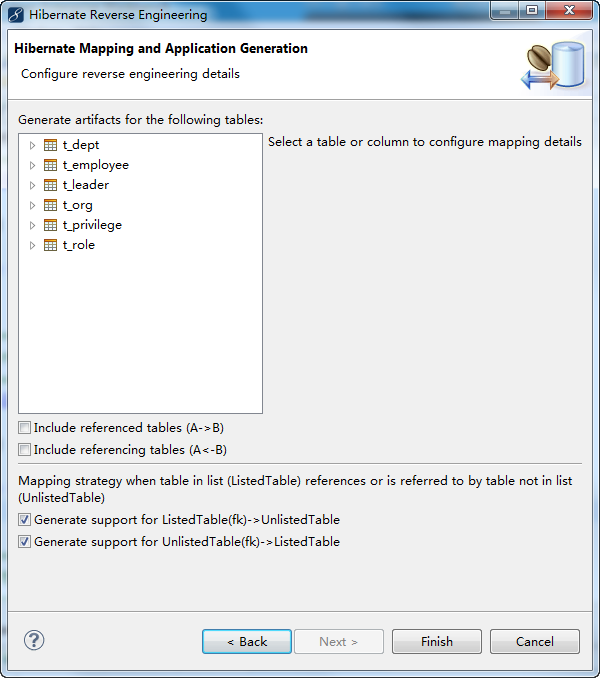 Hibernate Reverse Engineering
Hibernate Mapping and Application Generation
Configure reverse engineering details
Generate artifacts for the following tables:
Select a table or column to configure mapping details
t_dept
t_employee
t_leader
t_org
t_privilege
t_role
Include referenced tables (A->B)
Include referencing tables (A<-B)
Mapping strategy when table in list (ListedTable) references or is referred to by table not in list
(UnlistedTable)
Generate support for ListedTable(fk)->UnlistedTable
Generate support for UnlistedTable(fk)->ListedTable
?
< Back
Next >
Finish
Cancel